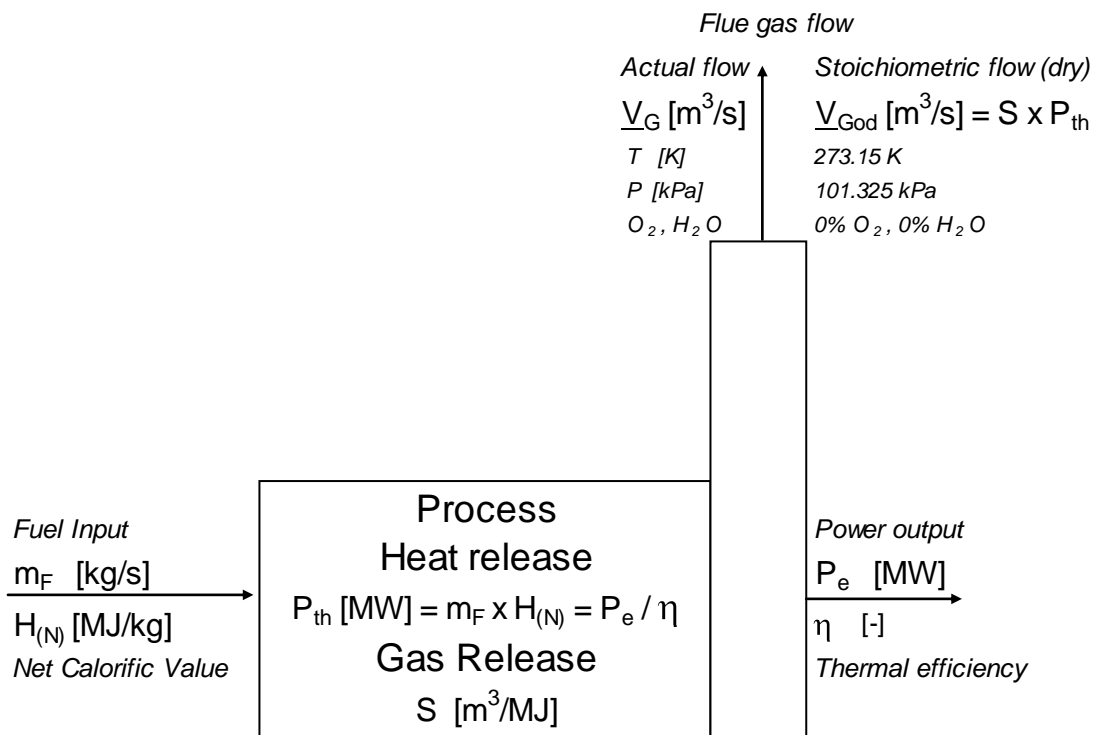 Flue gas flow
Actual flow
V_G [m³/s]
T [K]
P [kPa]
O₂ , H₂O
Stoichiometric flow (dry)
V_God [m³/s] = S x P_th
273.15 K
101.325 kPa
0% O₂ , 0% H₂O
Fuel Input
m_F [kg/s]
H_(N) [MJ/kg]
Net Calorific Value
Process
Heat release
P_th [MW] = m_F x H_(N) = P_e / η
Gas Release
S [m³/MJ]
Power output
P_e [MW]
η [-]
Thermal efficiency